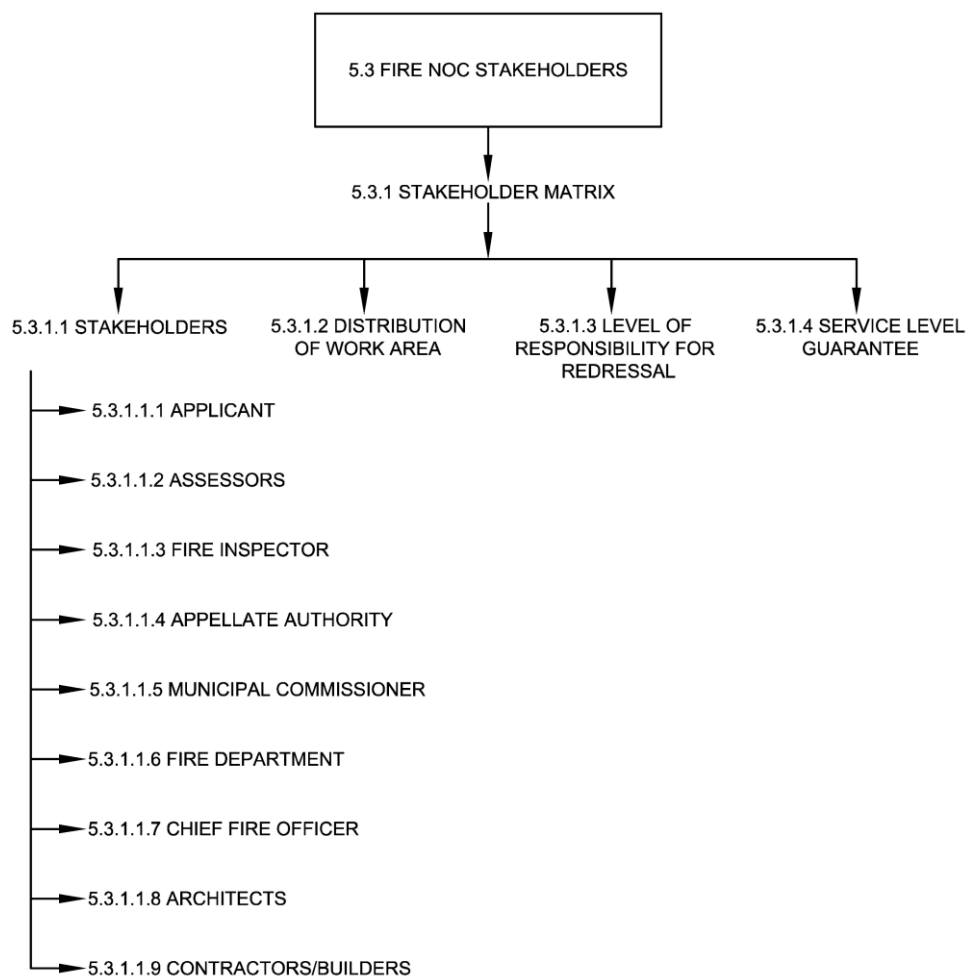 5.3 FIRE NOC STAKEHOLDERS
5.3.1 STAKEHOLDER MATRIX
5.3.1.1 STAKEHOLDERS
5.3.1.2 DISTRIBUTION
OF WORK AREA
5.3.1.3 LEVEL OF
RESPONSIBILITY FOR
REDRESSAL
5.3.1.4 SERVICE LEVEL
GUARANTEE
5.3.1.1.1 APPLICANT
5.3.1.1.2 ASSESSORS
5.3.1.1.3 FIRE INSPECTOR
5.3.1.1.4 APPELLATE AUTHORITY
5.3.1.1.5 MUNICIPAL COMMISSIONER
5.3.1.1.6 FIRE DEPARTMENT
5.3.1.1.7 CHIEF FIRE OFFICER
5.3.1.1.8 ARCHITECTS
5.3.1.1.9 CONTRACTORS/BUILDERS